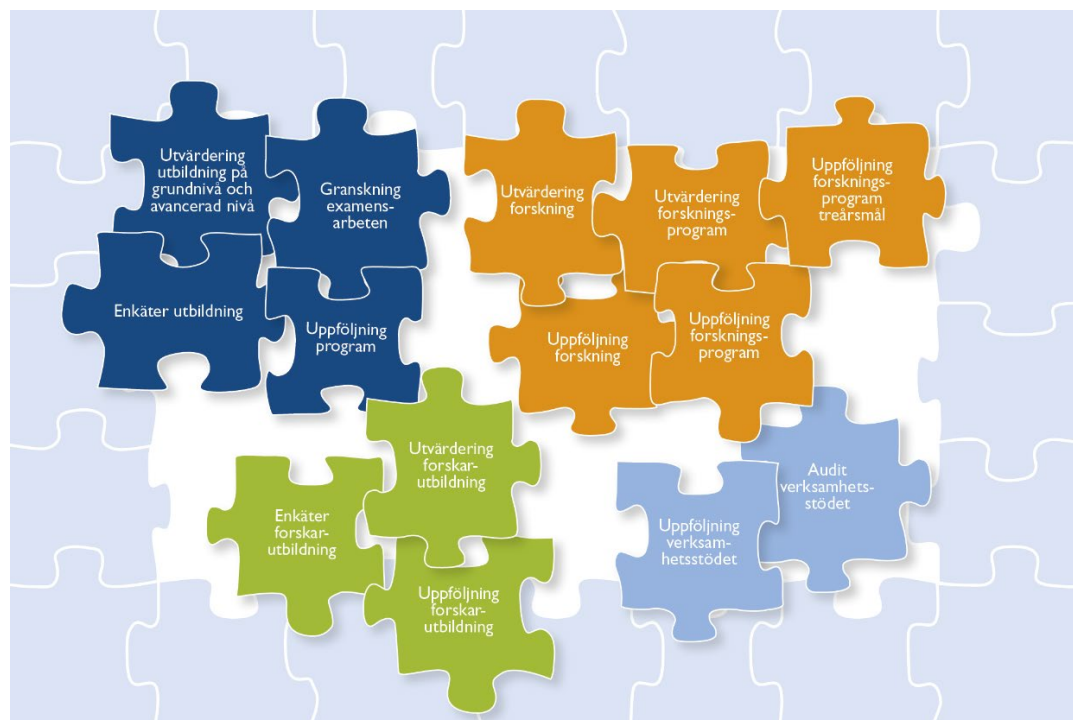 Utvärdering
utbildning på
grundnivå och
avancerad nivå
Granskning
examens-
arbeten
Enkäter utbildning
Uppföljning
program
Utvärdering
forskning
Utvärdering
forsknings-
program
Uppföljning
forsknings-
program
treårsmål
Uppföljning
forskning
Uppföljning
forsknings-
program
Utvärdering
forskar-
utbildning
Enkäter
forskar-
utbildning
Uppföljning
forskar-
utbildning
Uppföljning
verksam-
hetsstödet
Audit
verksamhets-
stödet